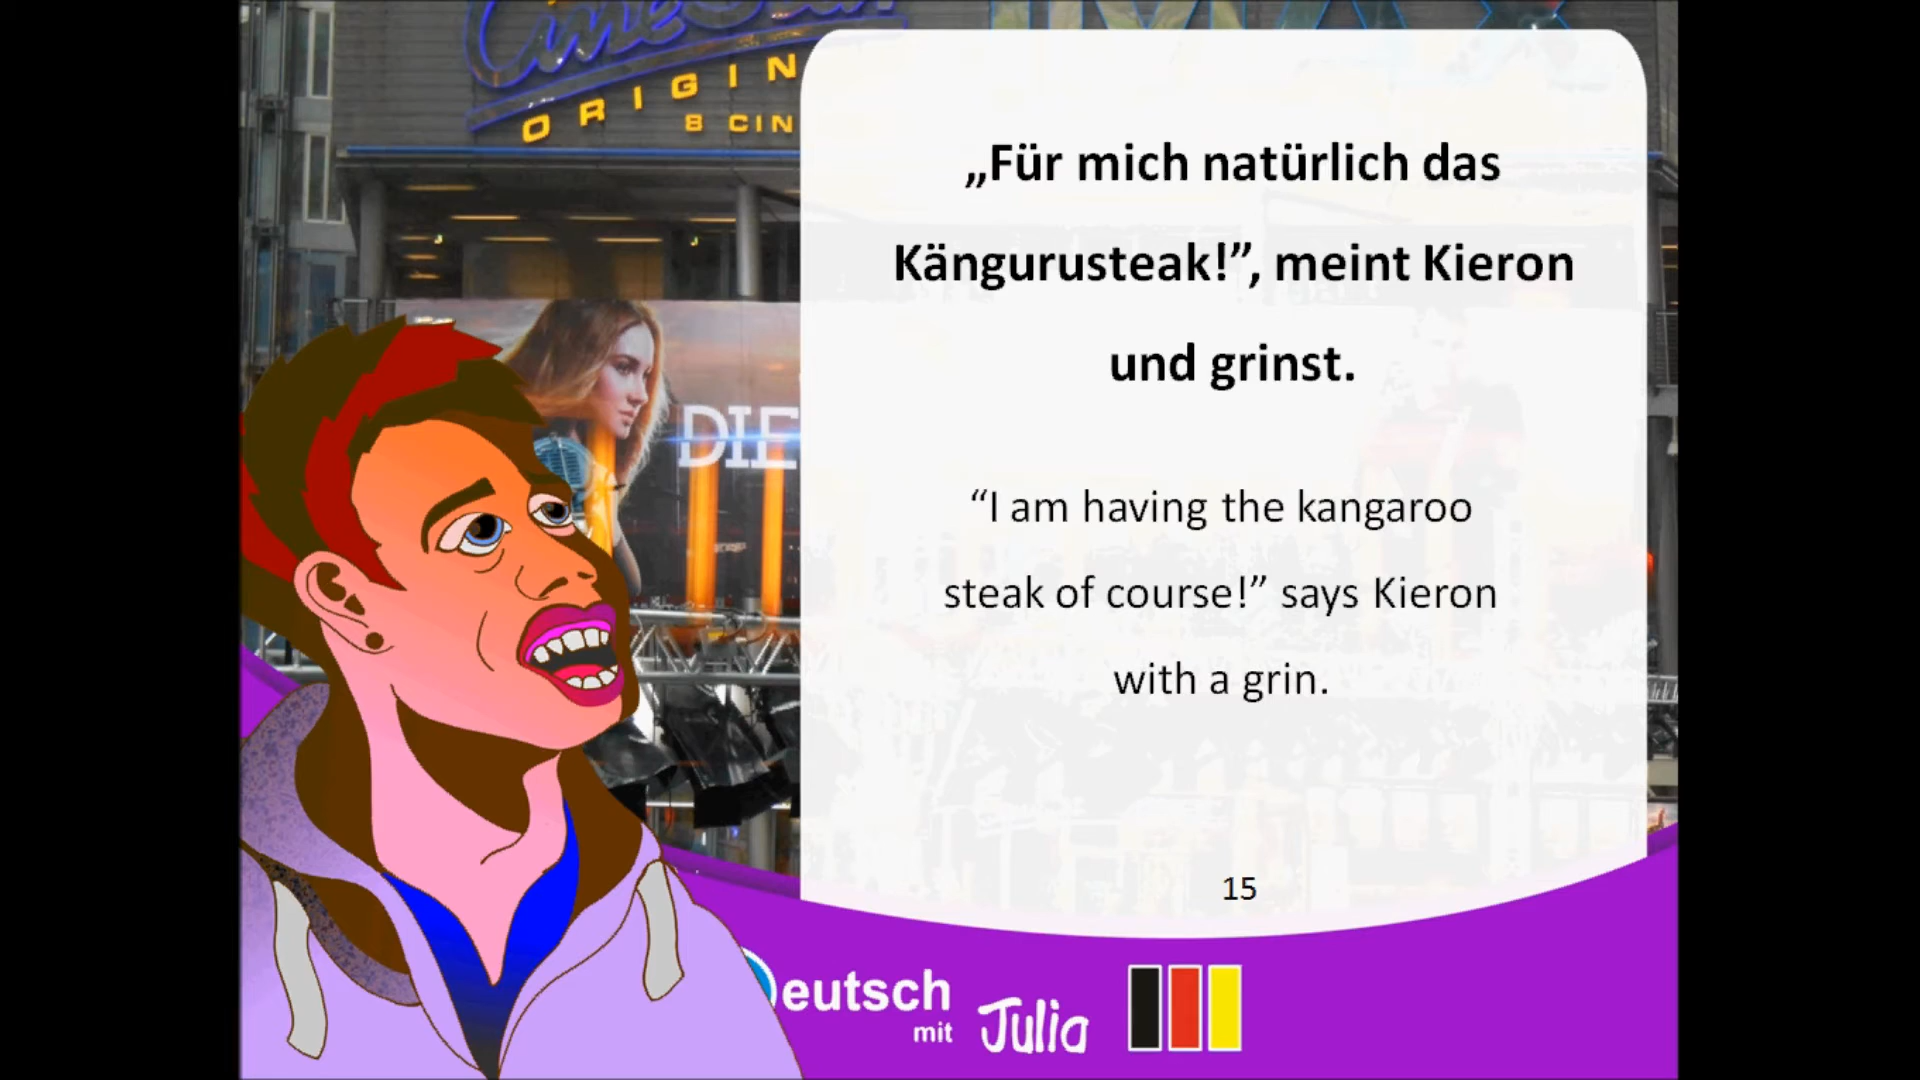 ORIGIN
8 CIN
DIE
„Für mich natürlich das
Kängurusteak!”, meint Kieron
und grinst.
“I am having the kangaroo
steak of course!” says Kieron
with a grin.
15
Deutsch
mit Julia